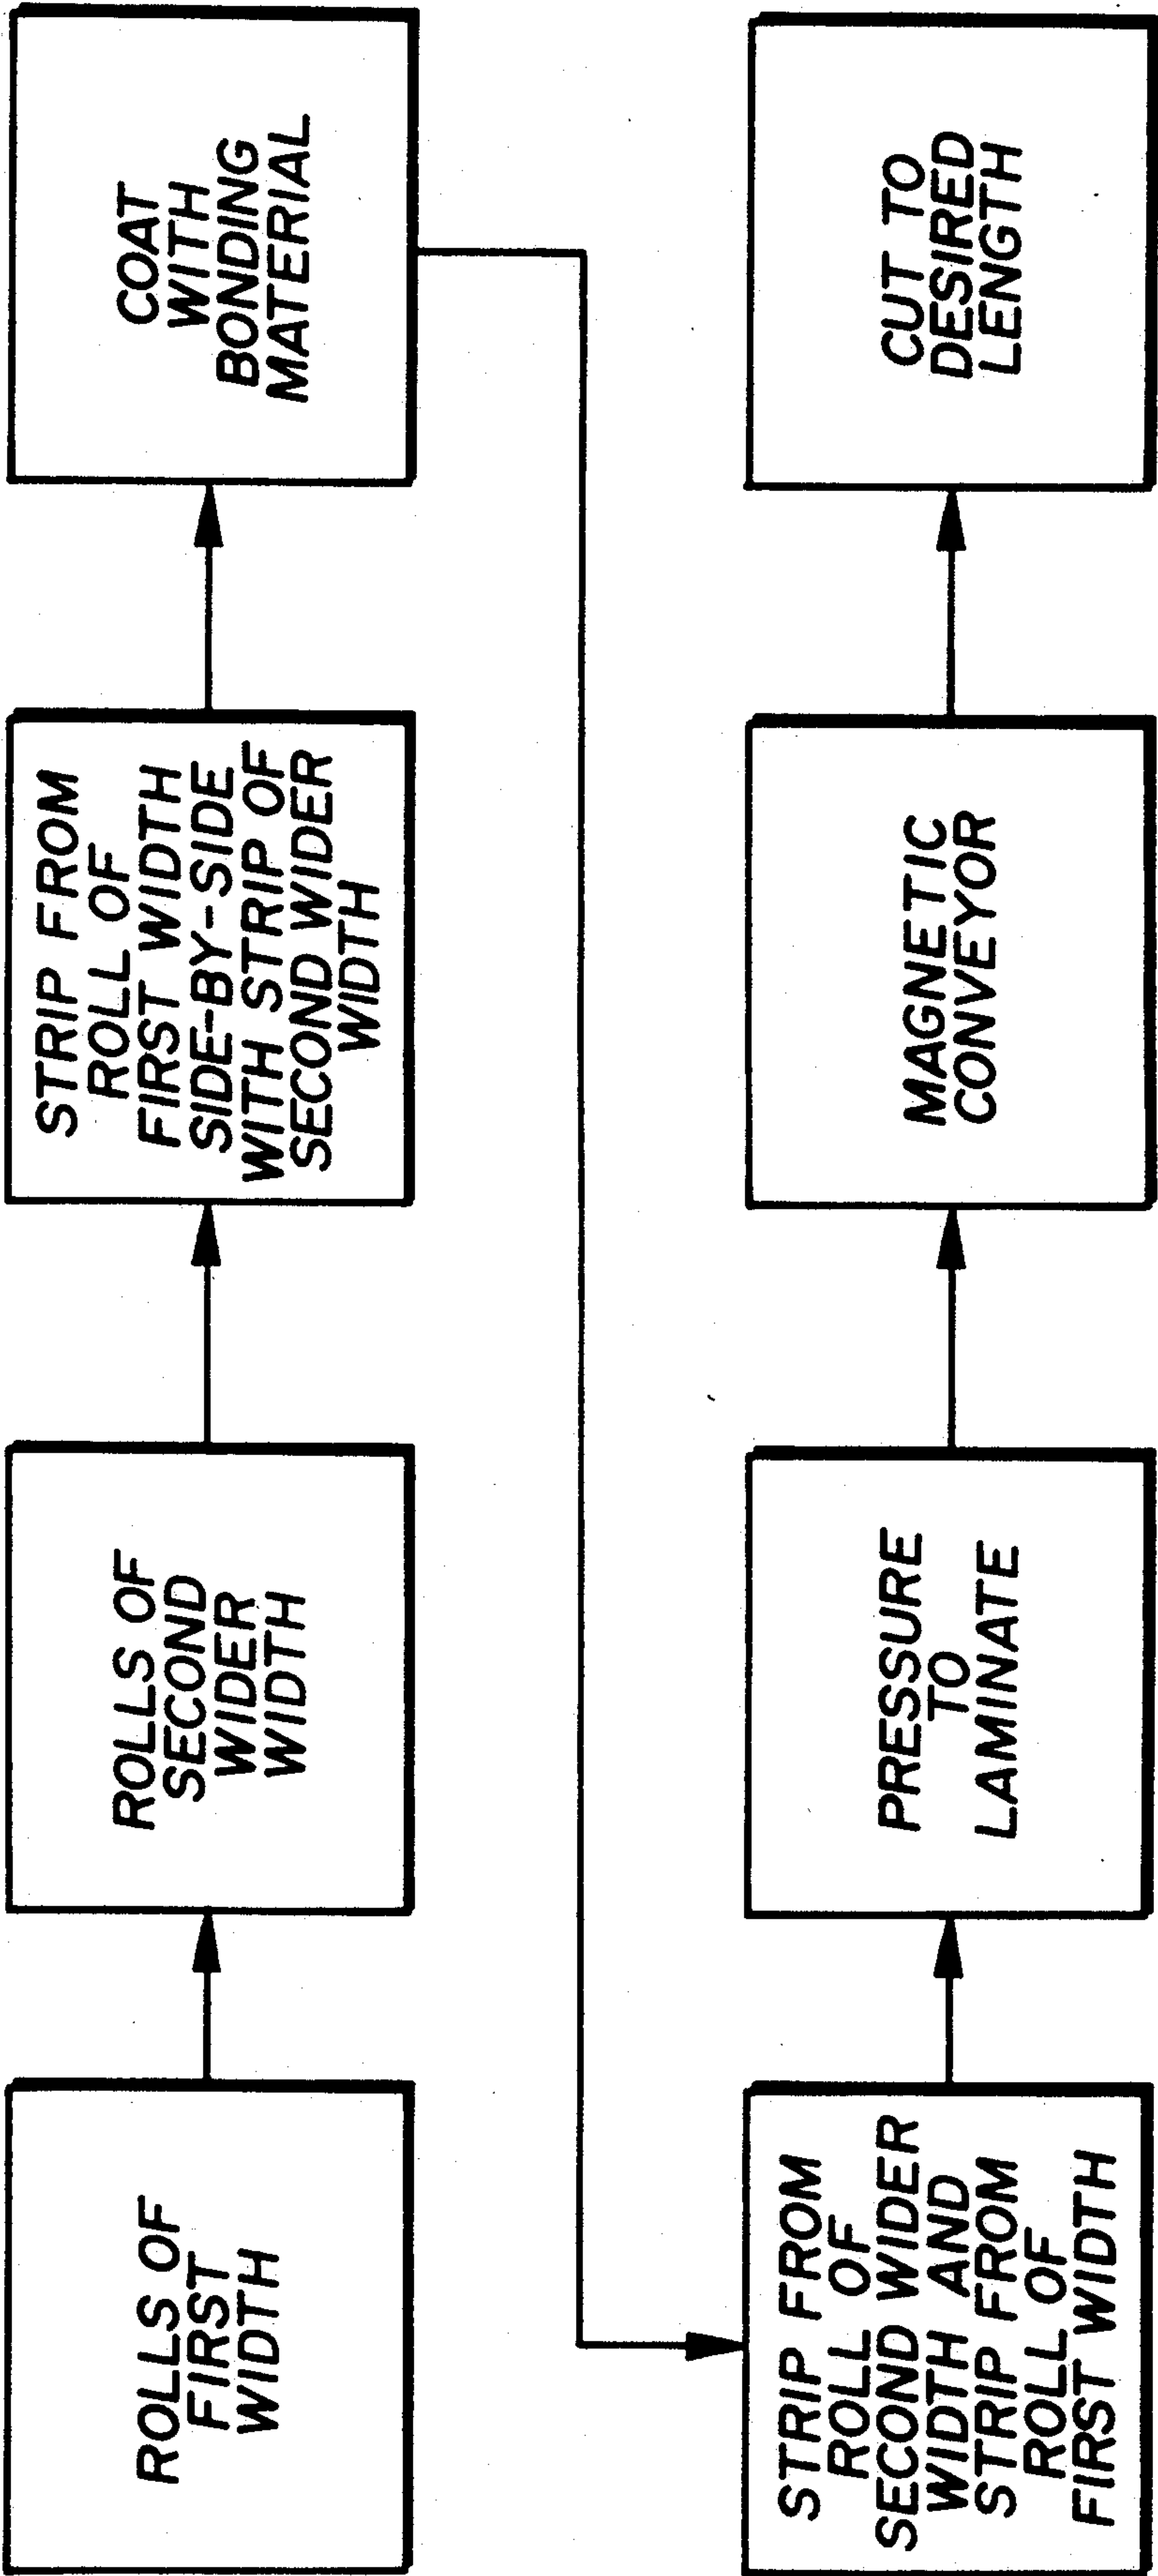 ROLLS OF
FIRST
WIDTH
ROLLS OF
SECOND
WIDER
WIDTH
STRIP FROM
ROLL OF
FIRST WIDTH
SIDE-BY-SIDE
WITH STRIP OF
SECOND WIDER
WIDTH
COAT
WITH
BONDING
MATERIAL
STRIP FROM
ROLL OF
SECOND WIDER
WIDTH AND
STRIP FROM
ROLL OF
FIRST WIDTH
PRESSURE
TO
LAMINATE
MAGNETIC
CONVEYOR
CUT TO
DESIRED
LENGTH